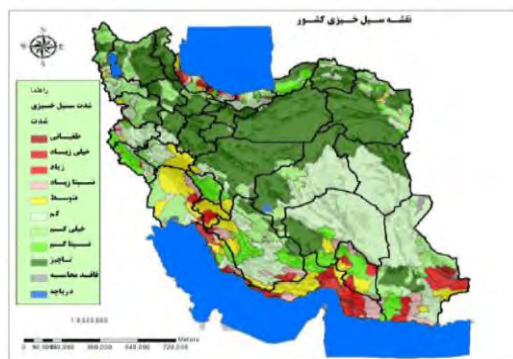 نقشه سیل خیزی کشور
راهنما
شدت سیل خیزی
شدت
طغیانی
خیلی زیاد
زیاد
نسبتا زیاد
متوسط
کم
خیلی کم
نسبتا کم
ناچیز
فاقد محاسبه
دریاچه
Meters